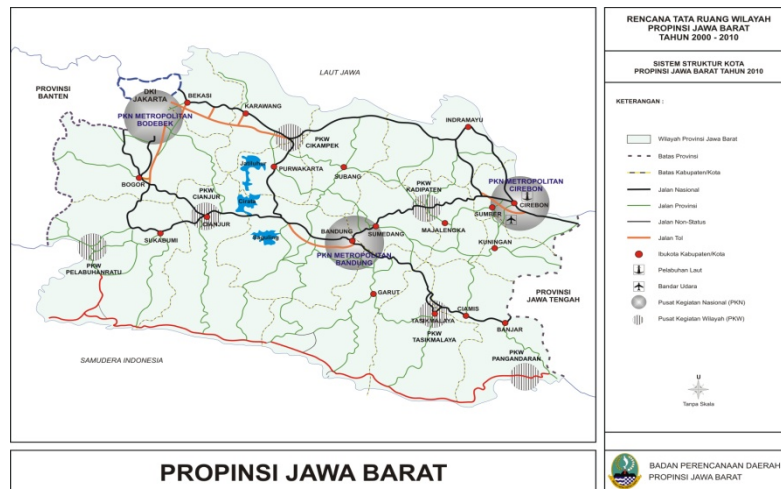 LAUT JAWA
PROVINSI
BANTEN
DKI
JAKARTA
BEKASI
PKN METROPOLITAN
BODEBEK
KARAWANG
PKW
CIKAMPEK
INDRAMAYU
PURWAKARTA
SUBANG
BOGOR
PKN METROPOLITAN
CIREBON
PKW
KADIPATEN
CIREBON
SUMBER
PKW
CIANJUR
CIANJUR
Cirata
SUKABUMI
BANDUNG
SUMEDANG
MAJALENGKA
KUNINGAN
PKN METROPOLITAN
BANDUNG
PKW
PELABUHANRATU
PROVINSI
JAWA TENGAH
GARUT
CIAMIS
TASIKMALAYA
BANJAR
PKW
TASIKMALAYA
PKW
PANGANDARAN
SAMUDERA INDONESIA
PROPINSI JAWA BARAT
RENCANA TATA RUANG WILAYAH
PROPINSI JAWA BARAT
TAHUN 2000 - 2010
SISTEM STRUKTUR KOTA
PROPINSI JAWA BARAT TAHUN 2010
KETERANGAN :
Wilayah Provinsi Jawa Barat
Batas Provinsi
Batas Kabupaten/Kota
Jalan Nasional
Jalan Provinsi
Jalan Non-Status
Jalan Tol
Ibukota Kabupaten/Kota
Pelabuhan Laut
Bandar Udara
Pusat Kegiatan Nasional (PKN)
Pusat Kegiatan Wilayah (PKW)
U
Tanpa Skala
BADAN PERENCANAAN DAERAH
PROPINSI JAWA BARAT